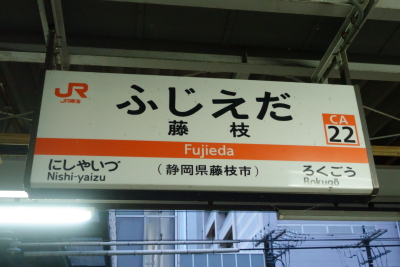 JR
JR東海
ふじえだ
藤枝
CA
22
Fujieda
にしやいづ
Nishi-yaizu
(静岡県藤枝市)
ろくごう
Rokugō